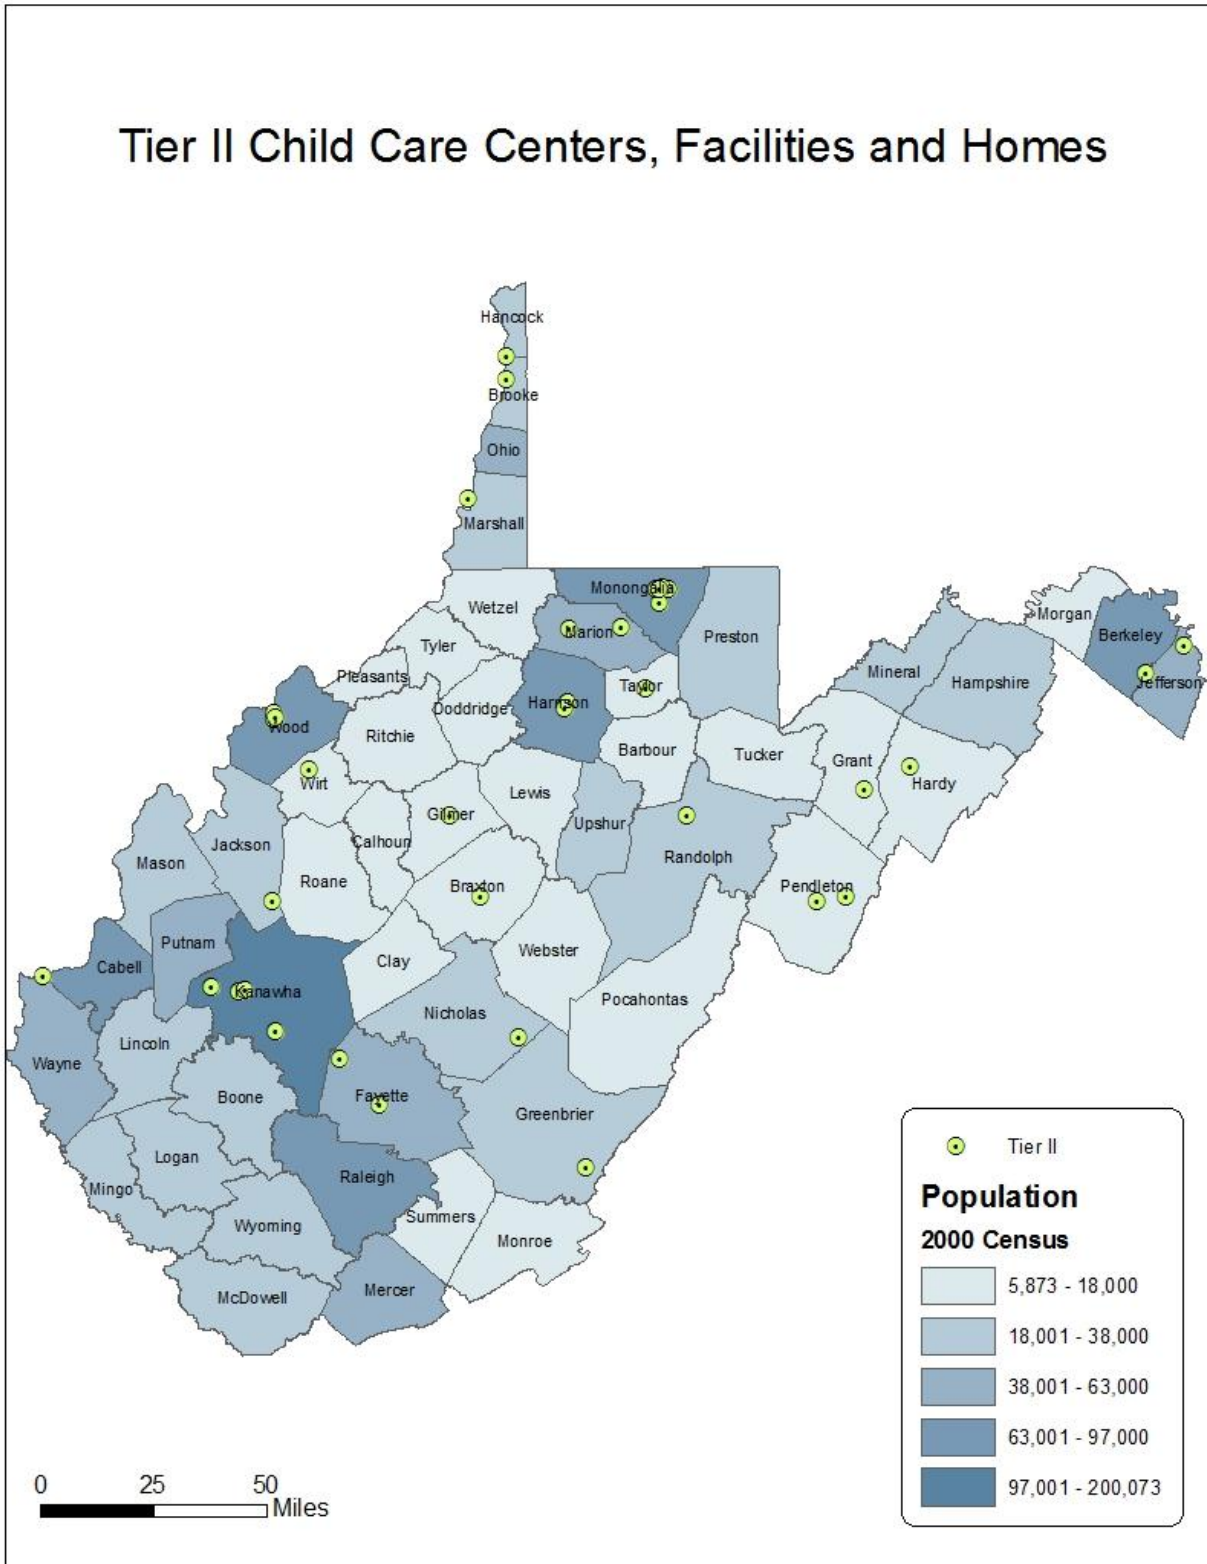 Tier II Child Care Centers, Facilities and Homes
Hancock
Brooke
Ohio
Marshall
Wetzel
Monongalia
Morgan
Marion
Preston
Berkeley
Tyler
Mineral
Pleasants
Taylor
Hampshire
Jefferson
Doddridge
Harrison
Wood
Ritchie
Barbour
Tucker
Grant
Wirt
Lewis
Hardy
Gilmer
Upshur
Jackson
Calhoun
Mason
Randolph
Roane
Braxton
Pendleton
Putnam
Webster
Cabell
Clay
Kanawha
Pocahontas
Nicholas
Lincoln
Wayne
Boone
Fayette
Greenbrier
Logan
Raleigh
Mingo
Summers
Wyoming
Monroe
Mercer
McDowell
Tier II
Population
2000 Census
5,873 - 18,000
18,001 - 38,000
38,001 - 63,000
63,001 - 97,000
97,001 - 200,073
0 25 50
Miles